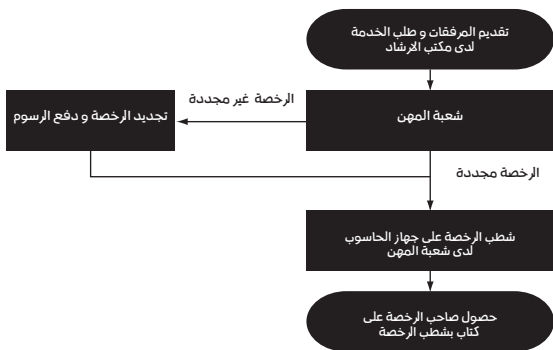 تقديم المرفقات و طلب الخدمة
لدى مكتب الارشاد
الرخصة غير مجددة
شعبة المهن
تجديد الرخصة و دفع الرسوم
الرخصة مجددة
شطب الرخصة على جهاز الحاسوب
لدى شعبة المهن
حصول صاحب الرخصة على
كتاب بشطب الرخصة